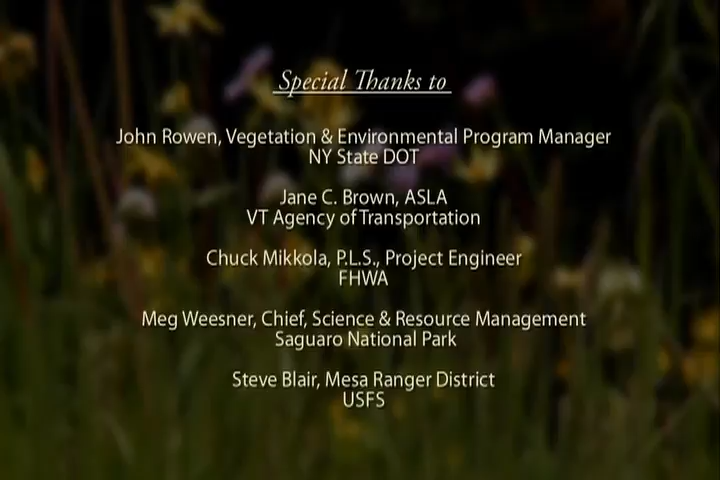 Special Thanks to
John Rowen, Vegetation & Environmental Program Manager
NY State DOT
Jane C. Brown, ASLA
VT Agency of Transportation
Chuck Mikkola, P.L.S., Project Engineer
FHWA
Meg Weesner, Chief, Science & Resource Management
Saguaro National Park
Steve Blair, Mesa Ranger District
USFS